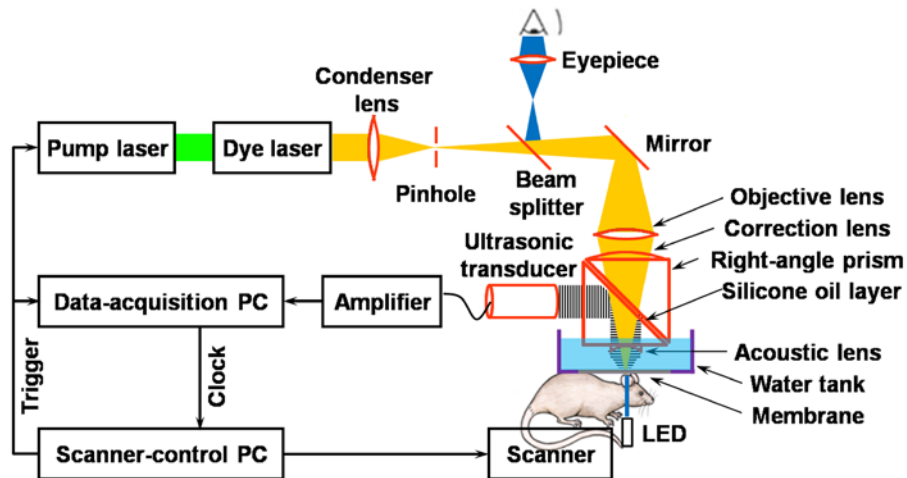 Eyepiece
Condenser
lens
Pump laser
Dye laser
Mirror
Pinhole
Beam
splitter
Objective lens
Correction lens
Ultrasonic
transducer
Right-angle prism
Silicone oil layer
Data-acquisition PC
Amplifier
Acoustic lens
Water tank
Membrane
Trigger
Clock
LED
Scanner-control PC
Scanner